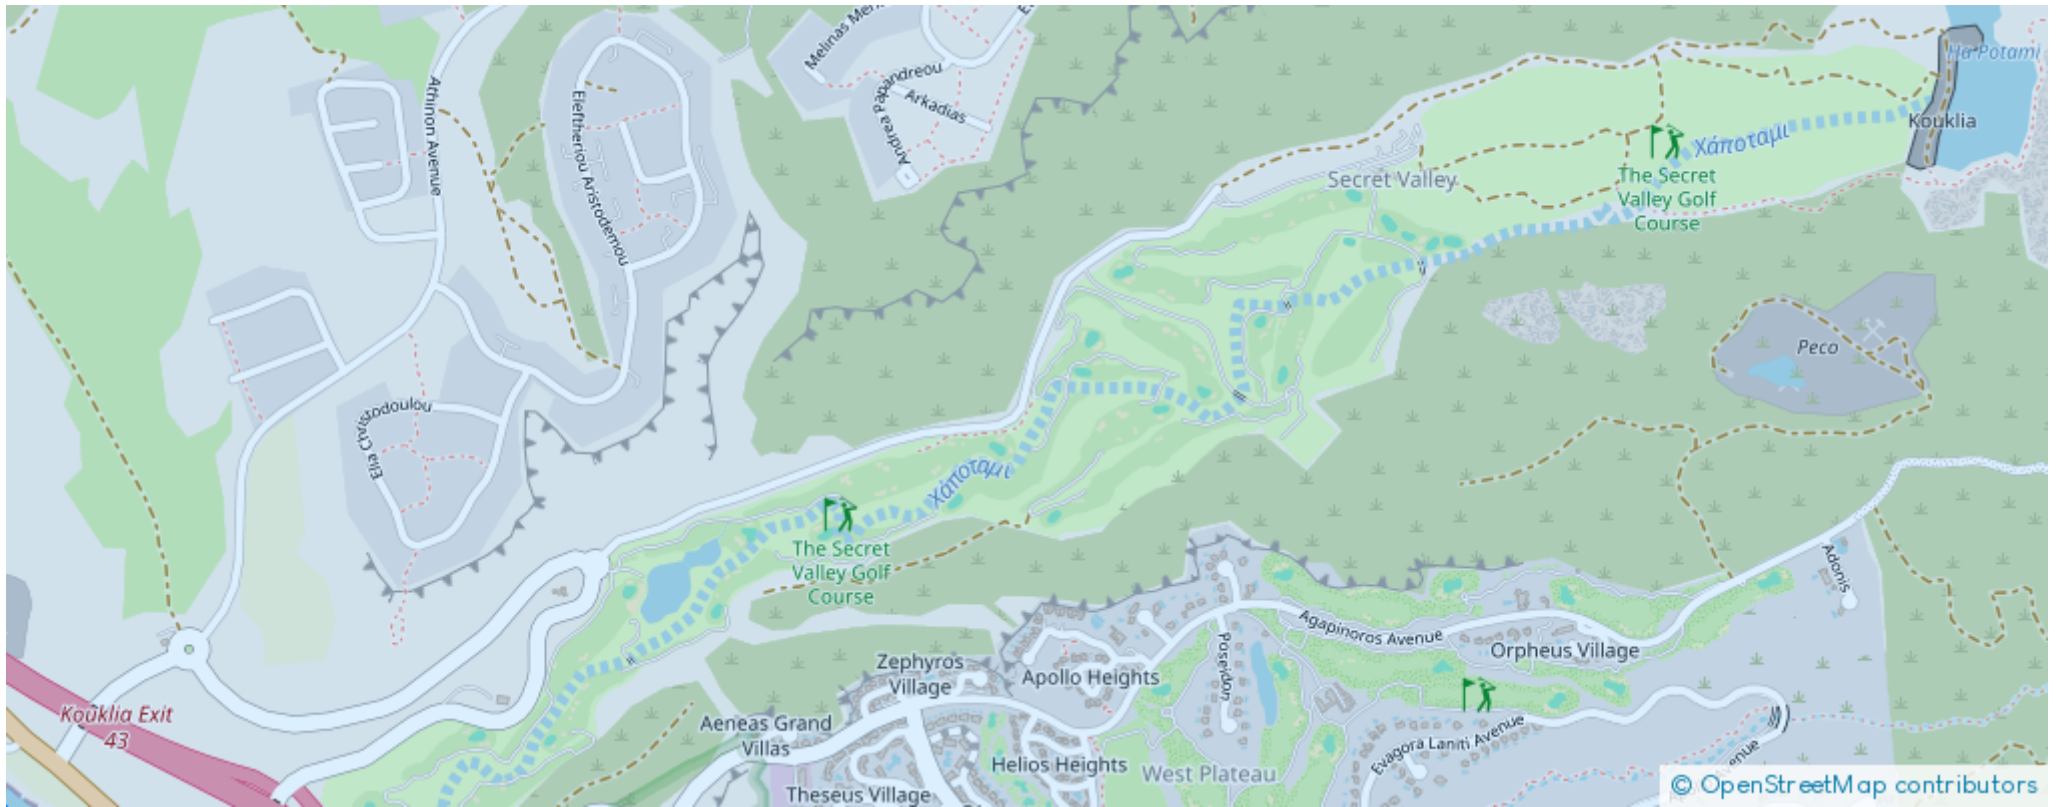 Melinas Mer
Ha Potami
Athinon Avenue
Eleftheriou Aristodemou
Andrea Papandreou
Arkadias
Kouklia
Χάποταμι
Secret Valley
The Secret
Valley Golf
Course
Peco
Elia Christodoulou
Χάποταμι
The Secret
Valley Golf
Course
Adonis
Agapinoros Avenue
Poseidon
Orpheus Village
Zephyros
Village
Apollo Heights
Kouklia Exit
43
Aeneas Grand
Villas
Evagora Laniti Avenue
Avenue
Helios Heights
West Plateau
Theseus Village
© OpenStreetMap contributors